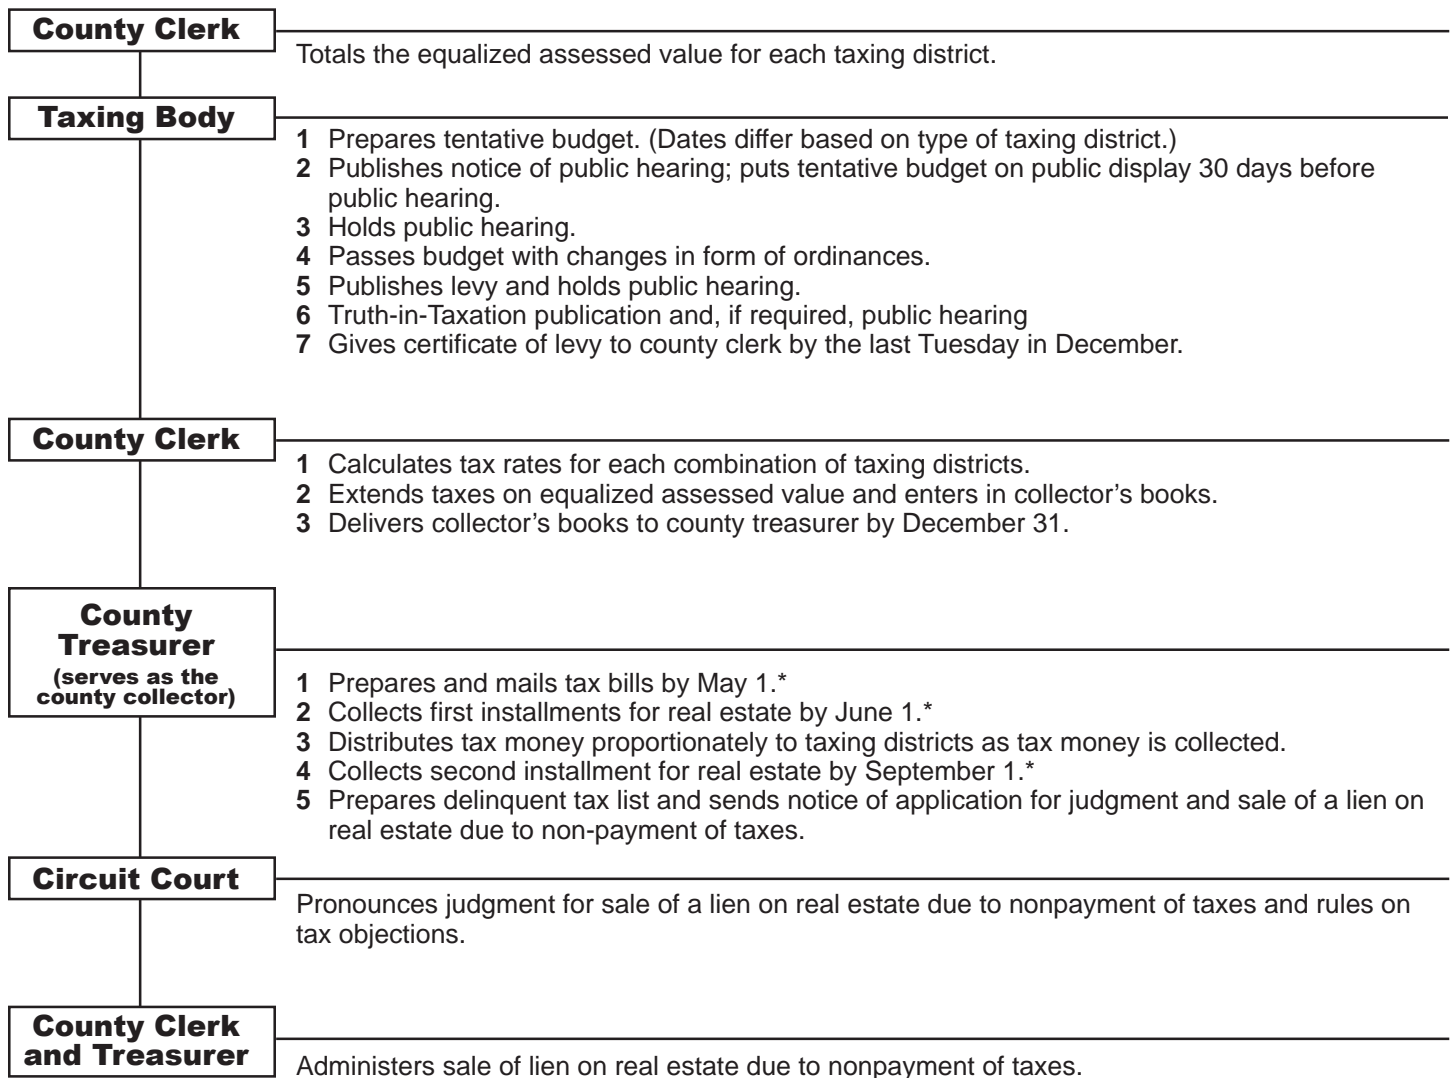 County Clerk
Totals the equalized assessed value for each taxing district.
Taxing Body
1 Prepares tentative budget. (Dates differ based on type of taxing district.)
2 Publishes notice of public hearing; puts tentative budget on public display 30 days before
public hearing.
3 Holds public hearing.
4 Passes budget with changes in form of ordinances.
5 Publishes levy and holds public hearing.
6 Truth-in-Taxation publication and, if required, public hearing
7 Gives certificate of levy to county clerk by the last Tuesday in December.
County Clerk
1 Calculates tax rates for each combination of taxing districts.
2 Extends taxes on equalized assessed value and enters in collector's books.
3 Delivers collector's books to county treasurer by December 31.
County
Treasurer
(serves as the
county collector)
1 Prepares and mails tax bills by May 1.*
2 Collects first installments for real estate by June 1.*
3 Distributes tax money proportionately to taxing districts as tax money is collected.
4 Collects second installment for real estate by September 1.*
5 Prepares delinquent tax list and sends notice of application for judgment and sale of a lien on
real estate due to non-payment of taxes.
Circuit Court
Pronounces judgment for sale of a lien on real estate due to nonpayment of taxes and rules on
tax objections.
County Clerk
and Treasurer
Administers sale of lien on real estate due to nonpayment of taxes.